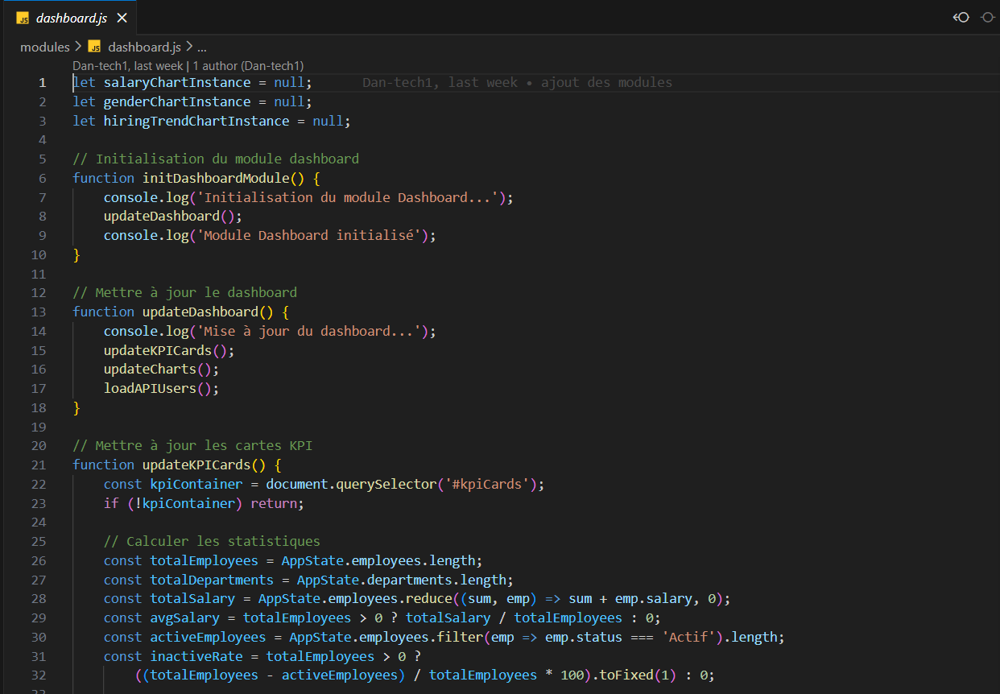 JS dashboard.js
modules > JS dashboard.js > ...
Dan-tech1, last week | 1 author (Dan-tech1)
1 let salaryChartInstance = null; Dan-tech1, last week • ajout des modules
2 let genderChartInstance = null;
3 let hiringTrendChartInstance = null;
4
5 // Initialisation du module dashboard
6 function initDashboardModule() {
7     console.log('Initialisation du module Dashboard...');
8     updateDashboard();
9     console.log('Module Dashboard initialisé');
10 }
11
12 // Mettre à jour le dashboard
13 function updateDashboard() {
14     console.log('Mise à jour du dashboard...');
15     updateKPICards();
16     updateCharts();
17     loadAPIUsers();
18 }
19
20 // Mettre à jour les cartes KPI
21 function updateKPICards() {
22     const kpiContainer = document.querySelector('#kpiCards');
23     if (!kpiContainer) return;
24
25     // Calculer les statistiques
26     const totalEmployees = AppState.employees.length;
27     const totalDepartments = AppState.departments.length;
28     const totalSalary = AppState.employees.reduce((sum, emp) => sum + emp.salary, 0);
29     const avgSalary = totalEmployees > 0 ? totalSalary / totalEmployees : 0;
30     const activeEmployees = AppState.employees.filter(emp => emp.status === 'Actif').length;
31     const inactiveRate = totalEmployees > 0 ?
32         ((totalEmployees - activeEmployees) / totalEmployees * 100).toFixed(1) : 0;